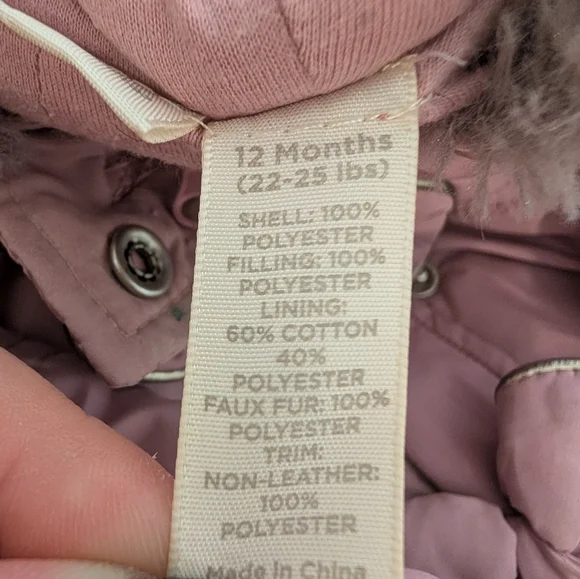 12 Months
(22-25 lbs)
SHELL: 100%
POLYESTER
FILLING: 100%
POLYESTER
LINING:
60% COTTON
40%
POLYESTER
FAUX FUR: 100%
POLYESTER
TRIM:
NON-LEATHER:
100%
POLYESTER
Made in China